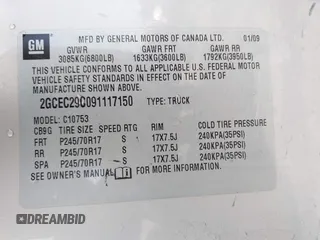 GM
MFD BY GENERAL MOTORS OF CANADA LTD. 01/09
GVWR GAWR FRT GAWR RR
3085KG(6800LB) 1633KG(3600LB) 1792KG(3950LB)
THIS VEHICLE CONFORMS TO ALL APPLICABLE U.S. FEDERAL MOTOR
VEHICLE SAFETY STANDARDS IN EFFECT ON THE DATE OF
MANUFACTURE SHOWN ABOVE.
2GCEC29C091117150 TYPE: TRUCK
MODEL: C10753
TIRE SIZE SPEED RTG RIM COLD TIRE PRESSURE
FRT P245/70R17 S 17X7.5J 240KPA(35PSI)
RR P245/70R17 S 17X7.5J 240KPA(35PSI)
SPA P245/70R17 S 17X7.5J 240KPA(35PSI)
SEE OWNER'S MANUAL FOR MORE INFORMATION.
DREAMBID